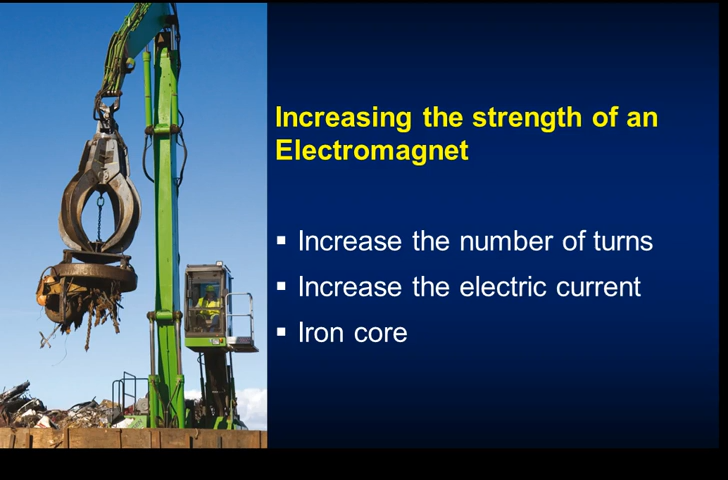 Increasing the strength of an
Electromagnet
▪ Increase the number of turns
▪ Increase the electric current
▪ Iron core